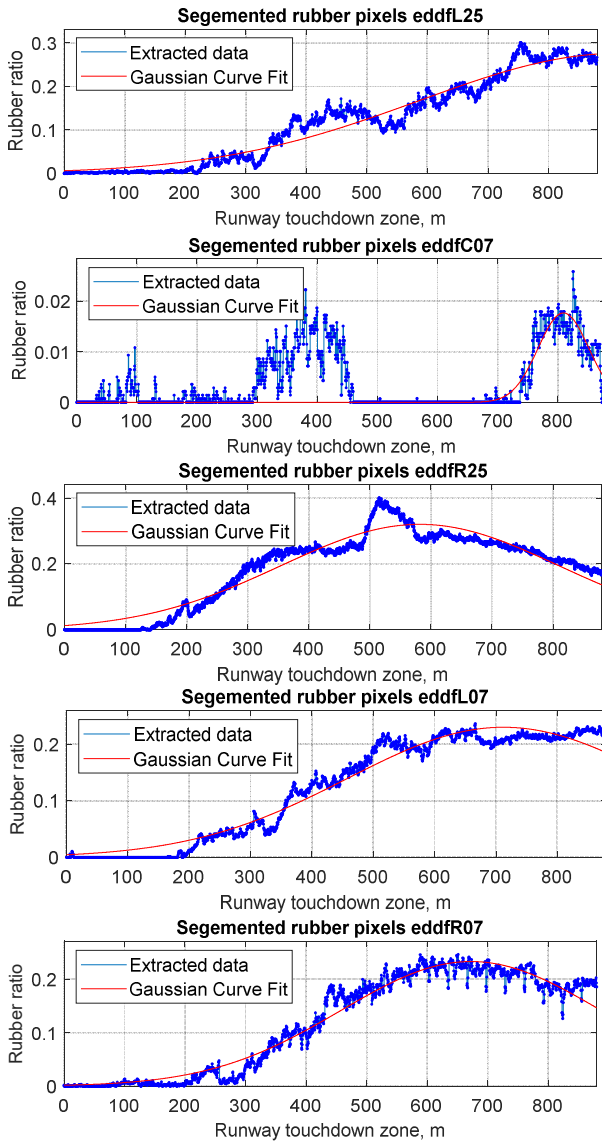 Segemented rubber pixels eddfL25
Rubber ratio
0.3
0.2
0.1
0
Extracted data
Gaussian Curve Fit
0 100 200 300 400 500 600 700 800
Runway touchdown zone, m
Segemented rubber pixels eddfC07
Rubber ratio
0.02
0.01
0
Extracted data
Gaussian Curve Fit
0 100 200 300 400 500 600 700 800
Runway touchdown zone, m
Segemented rubber pixels eddfR25
Rubber ratio
0.4
0.2
0
Extracted data
Gaussian Curve Fit
0 100 200 300 400 500 600 700 800
Runway touchdown zone, m
Segemented rubber pixels eddfL07
Rubber ratio
0.2
0.1
0
Extracted data
Gaussian Curve Fit
0 100 200 300 400 500 600 700 800
Runway touchdown zone, m
Segemented rubber pixels eddfR07
Rubber ratio
0.2
0.1
0
Extracted data
Gaussian Curve Fit
0 100 200 300 400 500 600 700 800
Runway touchdown zone, m